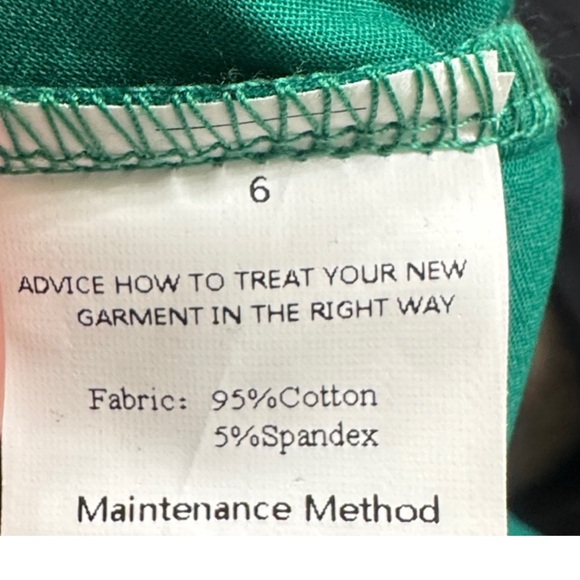 6
ADVICE HOW TO TREAT YOUR NEW
GARMENT IN THE RIGHT WAY
Fabric: 95%Cotton
5%Spandex
Maintenance Method